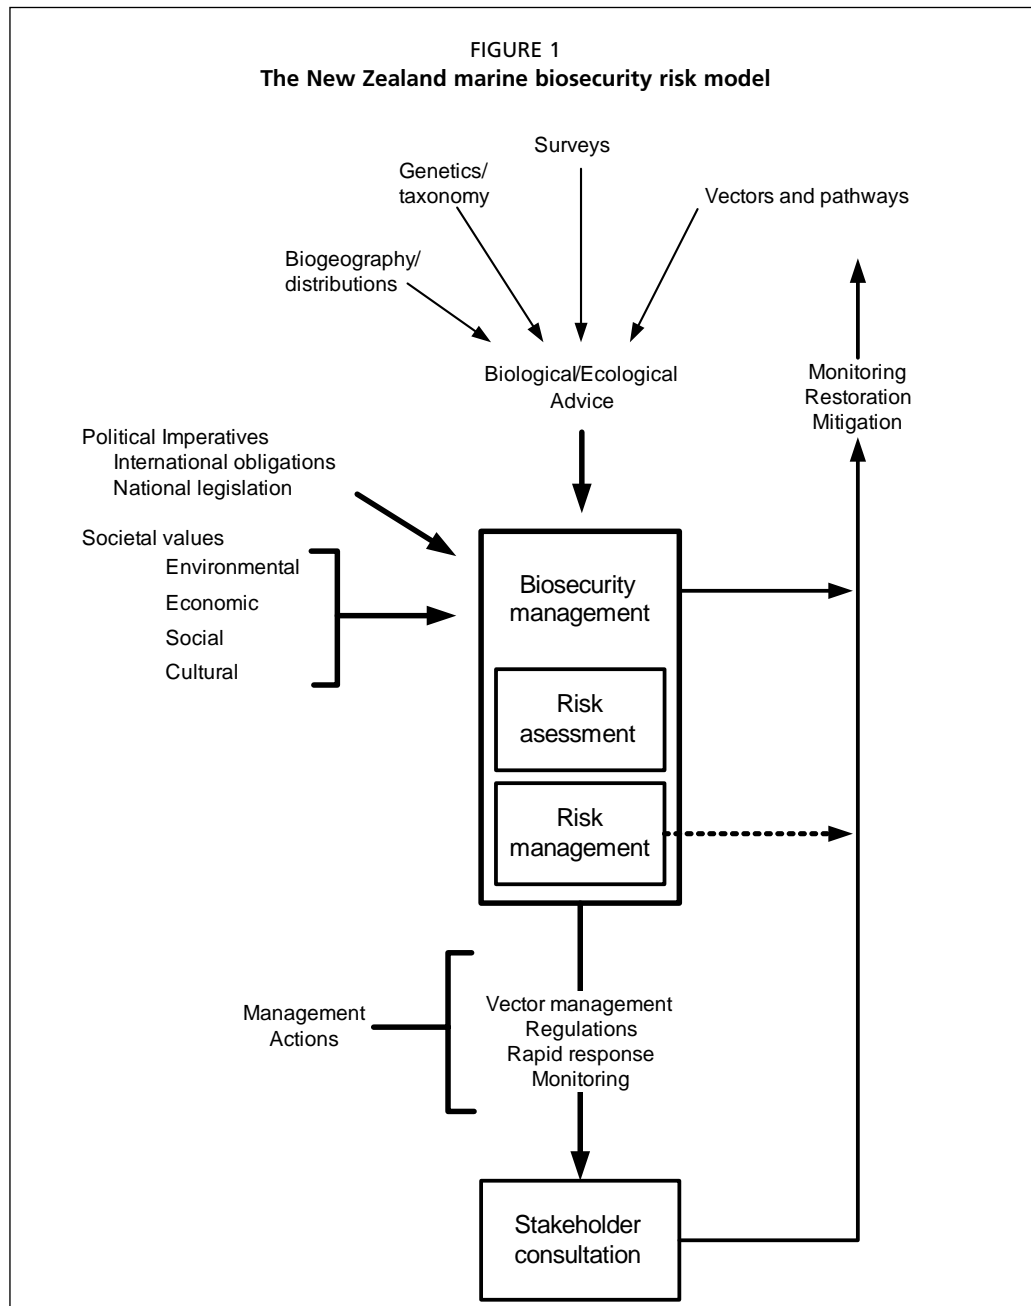 FIGURE 1
The New Zealand marine biosecurity risk model
Surveys
Genetics/
taxonomy
Vectors and pathways
Biogeography/
distributions
Biological/Ecological
Advice
Monitoring
Restoration
Mitigation
Political Imperatives
International obligations
National legislation
Societal values
Environmental
Economic
Social
Cultural
Biosecurity
management
Risk
asessment
Risk
management
Management
Actions
Vector management
Regulations
Rapid response
Monitoring
Stakeholder
consultation